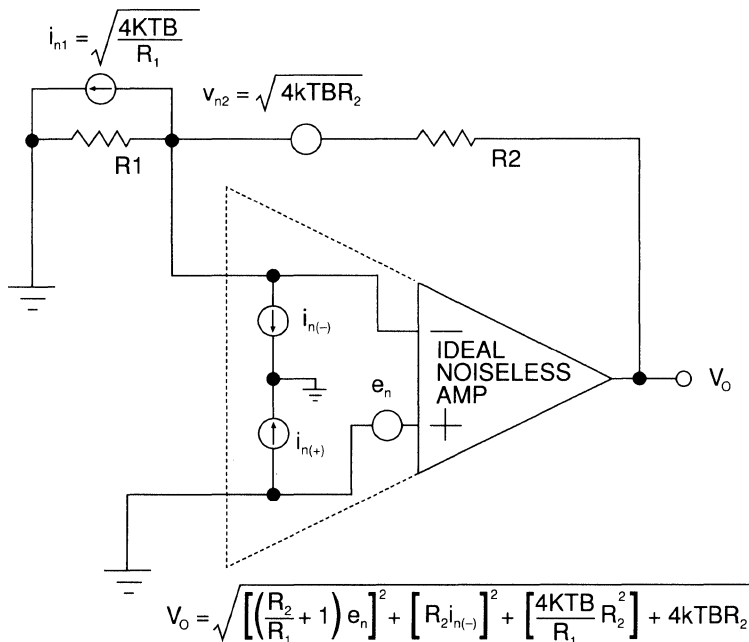 i_n1 = √(4KTB / R_1)
v_n2 = √(4kTBR_2)
R1
R2
i_n(−)
e_n
i_n(+)
−
IDEAL
NOISELESS
AMP
+
V_O
V_O = √([(R_2/R_1 + 1) e_n]^2 + [R_2 i_n(−)]^2 + [4KTB/R_1 R_2^2] + 4kTBR_2)